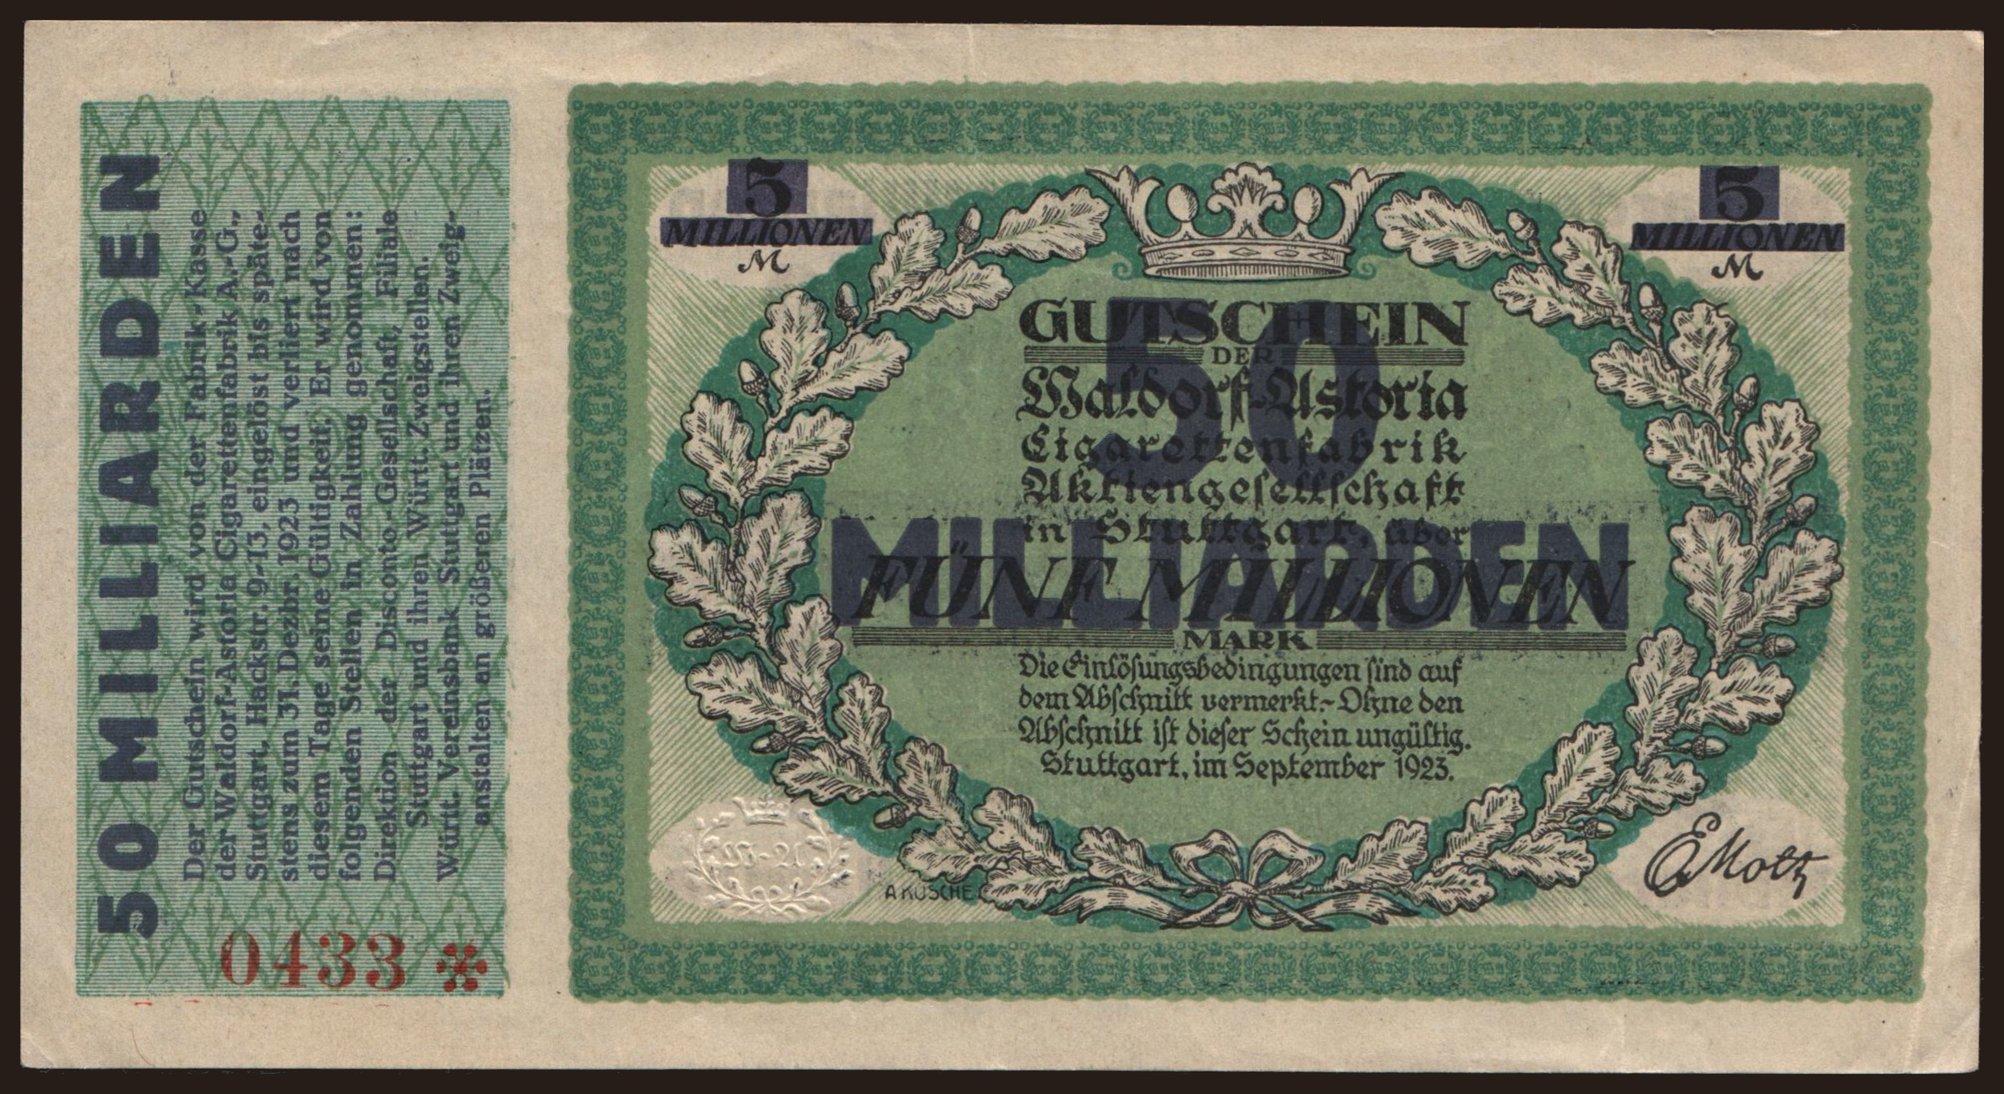 50 MILLIARDEN
Der Gutschein wird von der Fabrik-Kasse
der Waldorf-Astoria Cigarettenfabrik A.-G.,
Stuttgart, Hackstr. 9-13, eingelöst bis späte-
stens zum 31. Dezbr. 1923 und verliert nach
diesem Tage seine Gültigkeit. Er wird von
folgenden Stellen in Zahlung genommen:
Direktion der Disconto-Gesellschaft, Filiale
Stuttgart und ihren Württ. Zweigstellen.
Württ. Vereinsbank Stuttgart und ihren Zweig-
anstalten an größeren Plätzen.
0433 *
5
MILLIONEN
M
5
MILLIONEN
M
GUTSCHEIN
DER
Waldorf-Astoria
Cigarettenfabrik
Aktiengesellschaft
in Stuttgart, über
FÜNF MILLIONEN
MARK
50
MILLIARDEN
Die Einlösungsbedingungen sind auf
dem Abschnitt vermerkt.- Ohne den
Abschnitt ist dieser Schein ungültig.
Stuttgart, im September 1923.
W-A
A RÜSCHE
E Mott